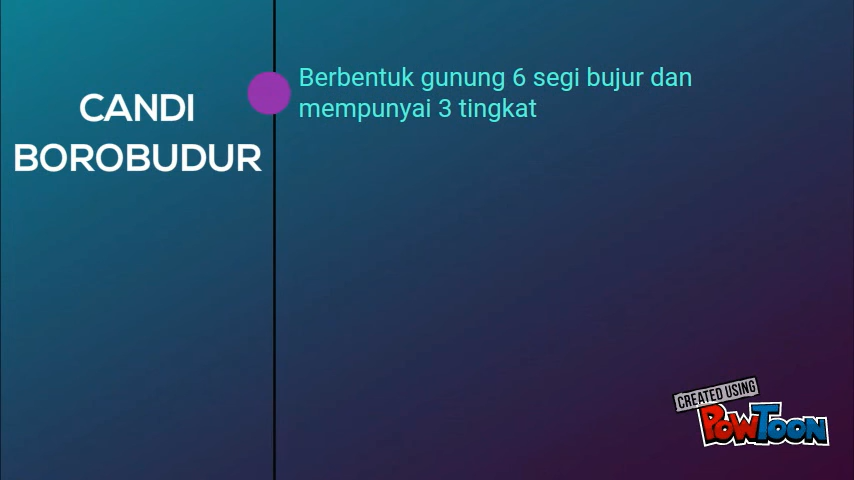 CANDI
BOROBUDUR
Berbentuk gunung 6 segi bujur dan
mempunyai 3 tingkat
CREATED USING
POWTOON